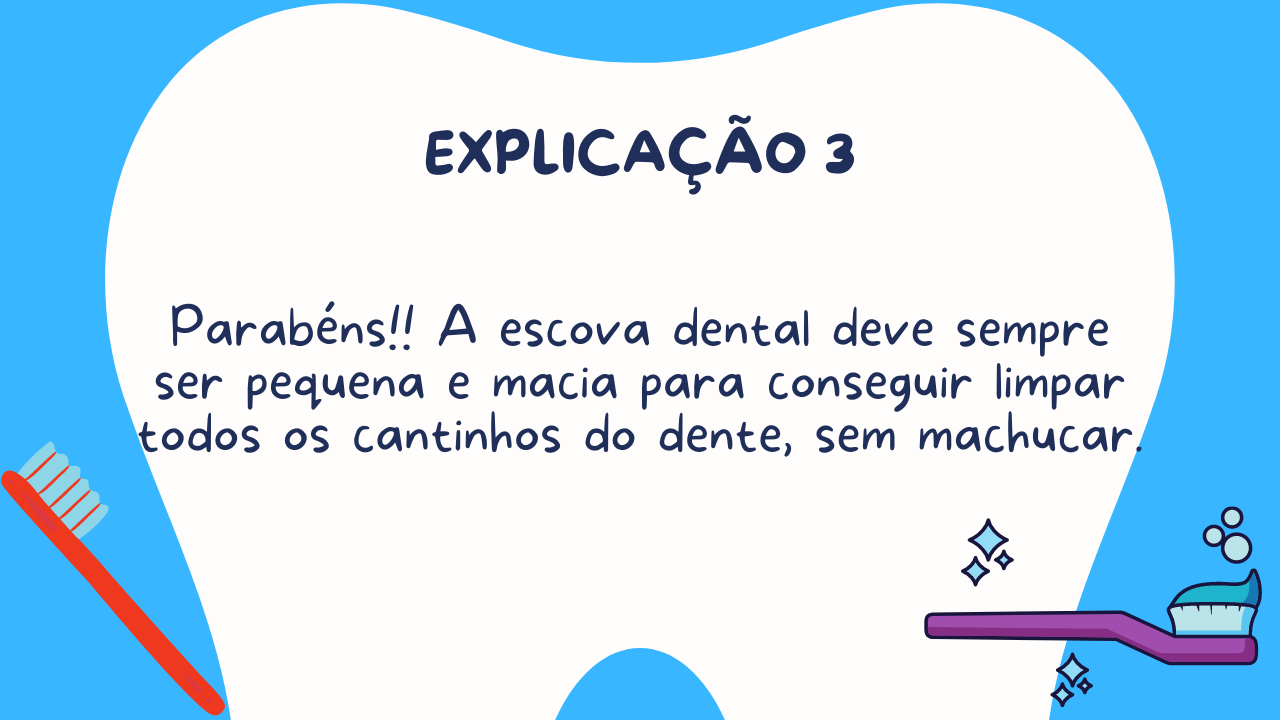 EXPLICAÇÃO 3
Parabéns!! A escova dental deve sempre
ser pequena e macia para conseguir limpar
todos os cantinhos do dente, sem machucar.